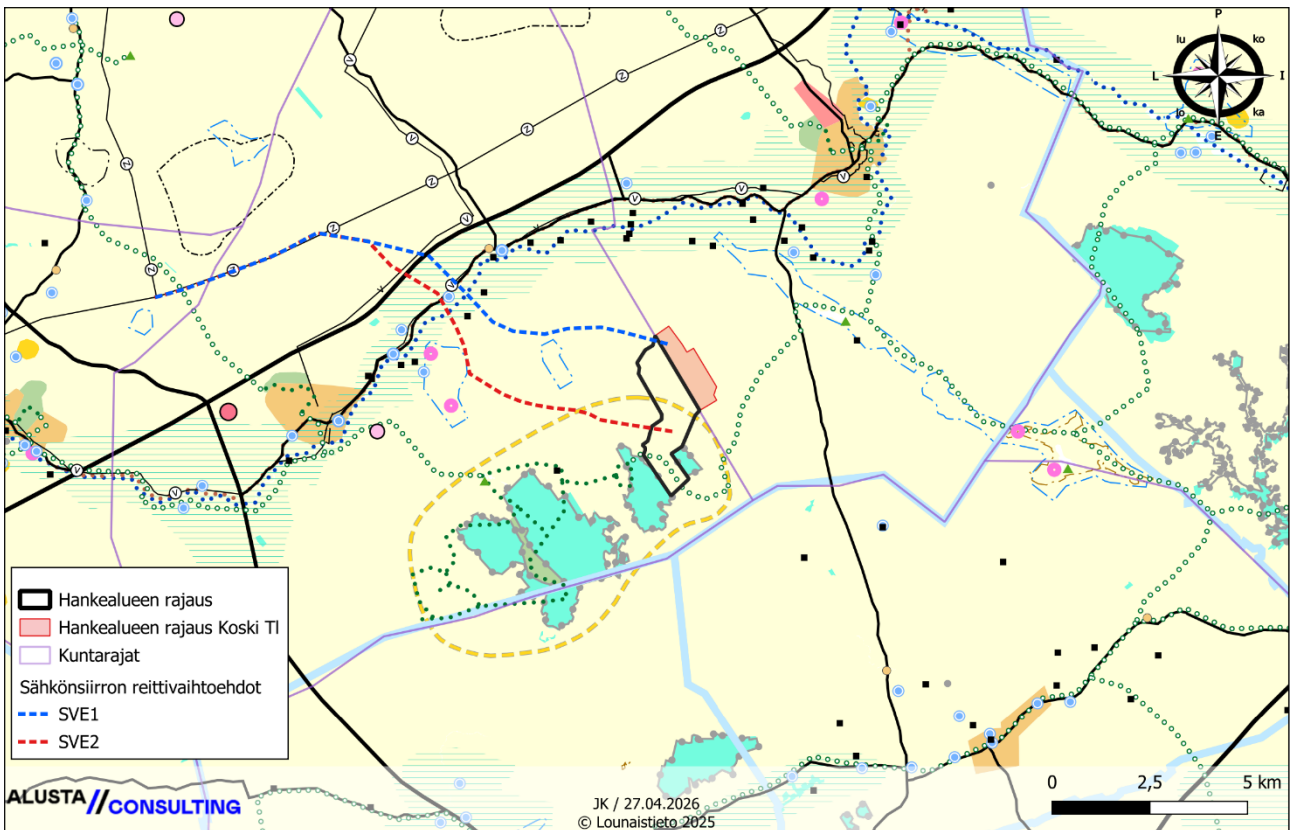 P
lu
ko
L
I
lo
ka
E
Z
Z
Z
V
Z
V
V
V
V
V
Z
V
Z
Z
V
v
V
V
Hankealueen rajaus
Hankealueen rajaus Koski Tl
Kuntarajat
Sähkönsiirron reittivaihtoehdot
SVE1
SVE2
ALUSTA//CONSULTING
JK / 27.04.2026
© Lounaistieto 2025
0 2,5 5 km